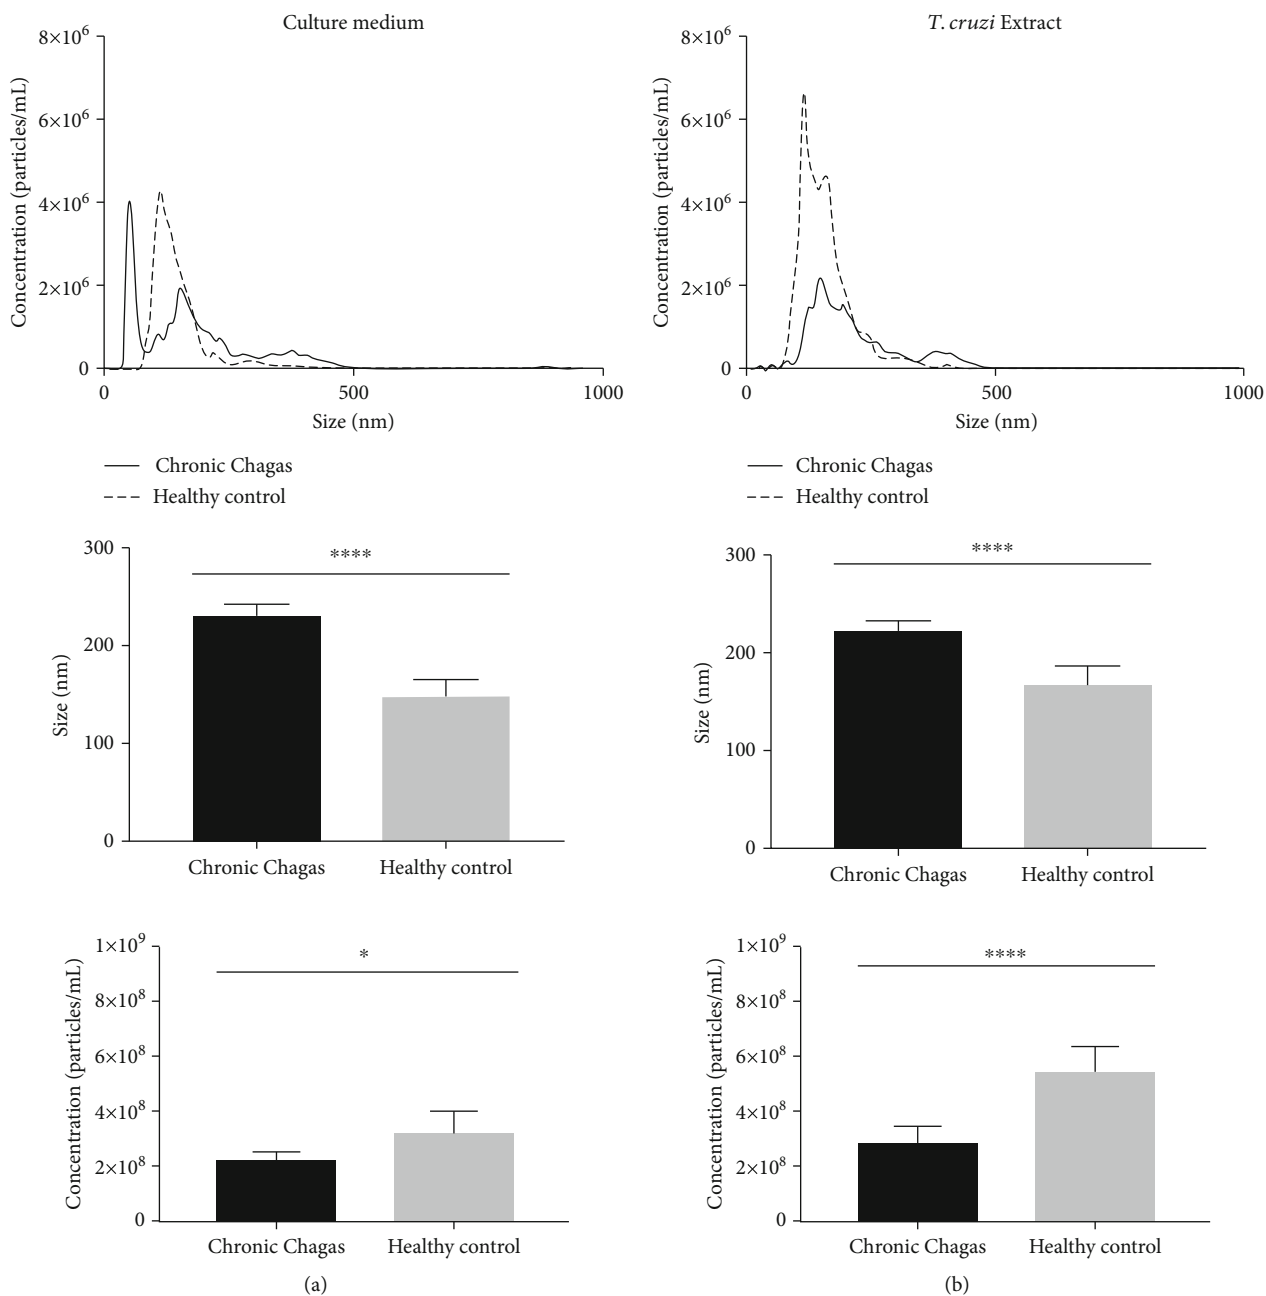 Culture medium
8×10⁶
6×10⁶
4×10⁶
2×10⁶
0
Concentration (particles/mL)
0 500 1000
Size (nm)
Chronic Chagas
Healthy control
T. cruzi Extract
8×10⁶
6×10⁶
4×10⁶
2×10⁶
0
Concentration (particles/mL)
0 500 1000
Size (nm)
Chronic Chagas
Healthy control
****
300
200
100
0
Size (nm)
Chronic Chagas Healthy control
****
300
200
100
0
Size (nm)
Chronic Chagas Healthy control
*
1×10⁹
8×10⁸
6×10⁸
4×10⁸
2×10⁸
0
Concentration (particles/mL)
Chronic Chagas Healthy control
(a)
****
1×10⁹
8×10⁸
6×10⁸
4×10⁸
2×10⁸
0
Concentration (particles/mL)
Chronic Chagas Healthy control
(b)